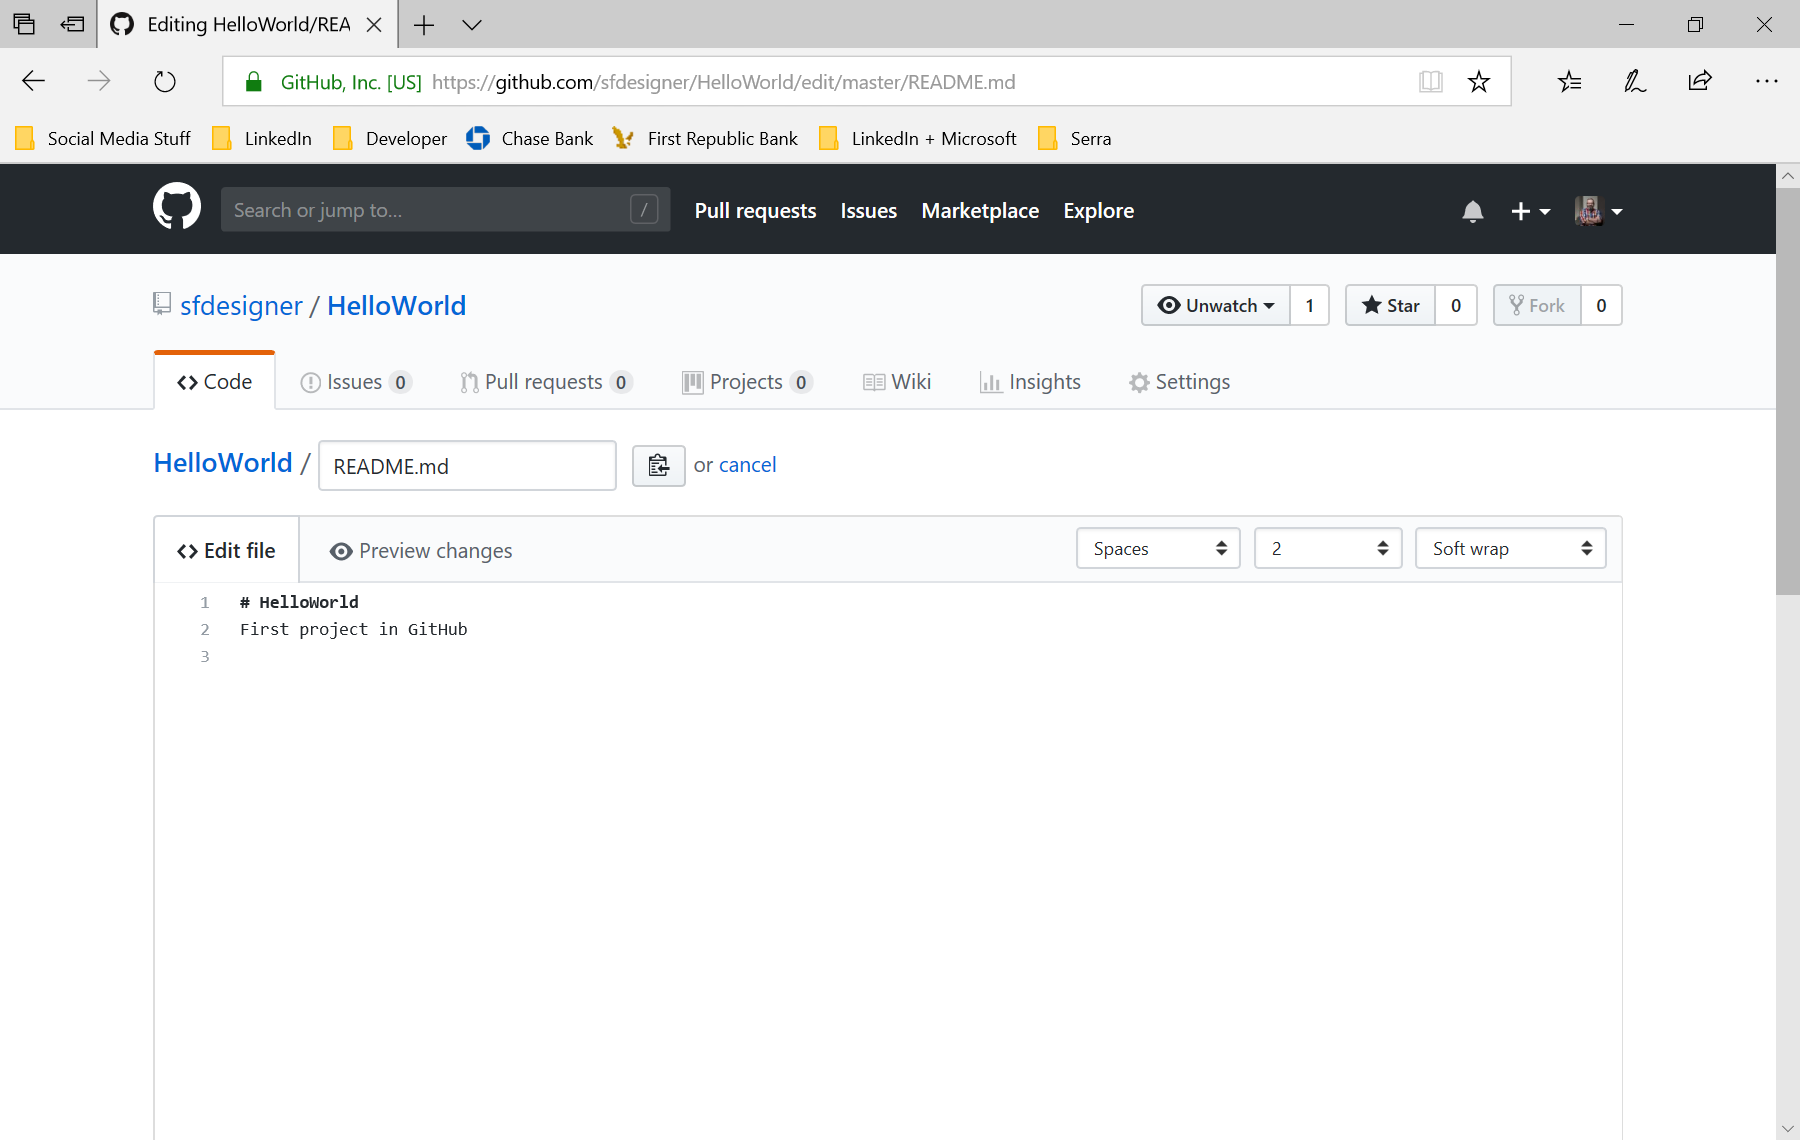 Editing HelloWorld/REA
GitHub, Inc. [US] https://github.com/sfdesigner/HelloWorld/edit/master/README.md
Social Media Stuff LinkedIn Developer Chase Bank First Republic Bank LinkedIn + Microsoft Serra
Search or jump to... / Pull requests Issues Marketplace Explore
sfdesigner / HelloWorld Unwatch 1 Star 0 Fork 0
Code Issues 0 Pull requests 0 Projects 0 Wiki Insights Settings
HelloWorld / README.md or cancel
Edit file Preview changes Spaces 2 Soft wrap
1 # HelloWorld
2 First project in GitHub
3